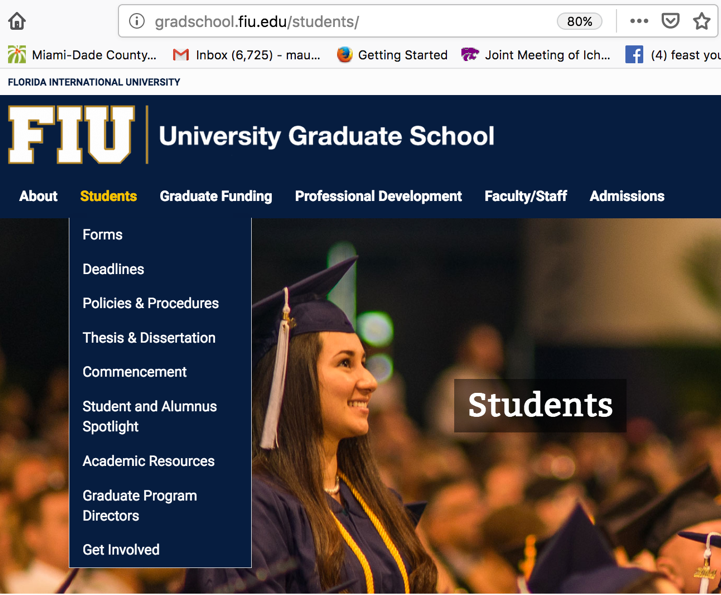 gradschool.fiu.edu/students/
80%
Miami-Dade County...
Inbox (6,725) - mau...
Getting Started
Joint Meeting of Ich...
(4) feast you
FLORIDA INTERNATIONAL UNIVERSITY
FIU University Graduate School
About
Students
Graduate Funding
Professional Development
Faculty/Staff
Admissions
Forms
Deadlines
Policies & Procedures
Thesis & Dissertation
Commencement
Student and Alumnus
Spotlight
Academic Resources
Graduate Program
Directors
Get Involved
Students